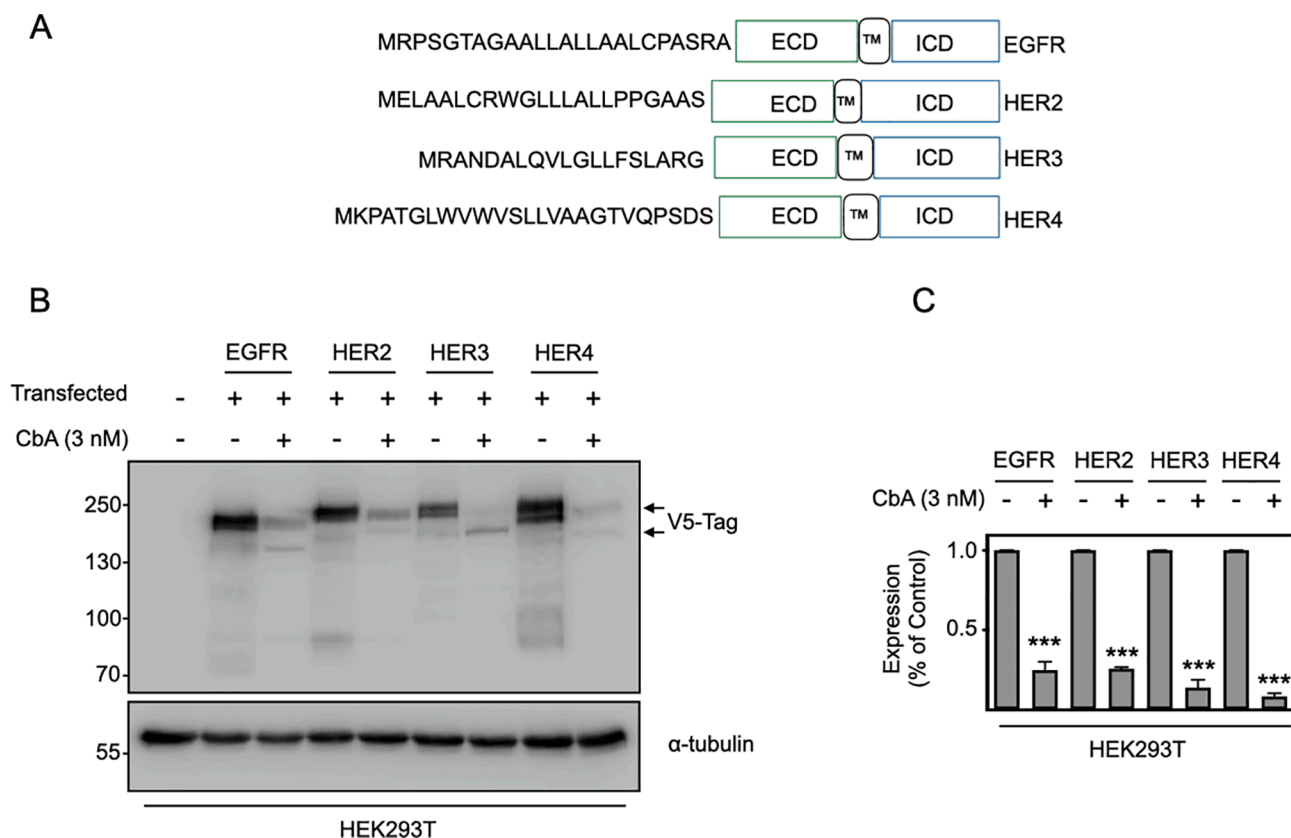 A
MRPSGTAGAALLALLAALCPASRA ECD TM ICD EGFR
MELAALCRWGLLLALLPPGAAS ECD TM ICD HER2
MRANDALQVLGLLFSLARG ECD TM ICD HER3
MKPATGLWVWVSLLVAAGTVQPSDS ECD TM ICD HER4
B
EGFR HER2 HER3 HER4
Transfected - + + + + + + + +
CbA (3 nM) - - + - + - + - +
250
130
100
70
V5-Tag
55
α-tubulin
HEK293T
C
EGFR HER2 HER3 HER4
CbA (3 nM) - + - + - + - +
Expression
(% of Control)
1.0
0.5
*** *** *** ***
HEK293T